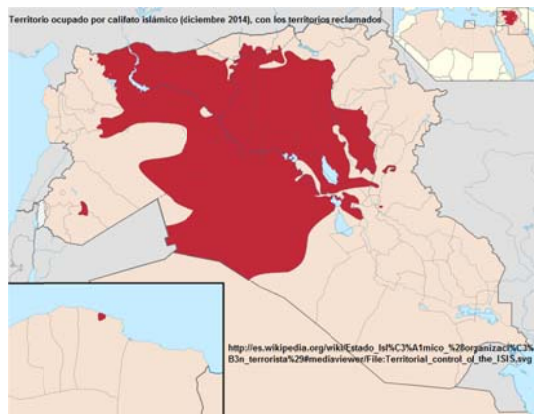 Territorio ocupado por califato islámico (diciembre 2014), con los territorios reclamados
http://es.wikipedia.org/wiki/Estado_Isl%C3%A1mico_%28organizaci%C3%
B3n_terrorista%29#mediaviewer/File:Territorial_control_of_the_ISIS.svg